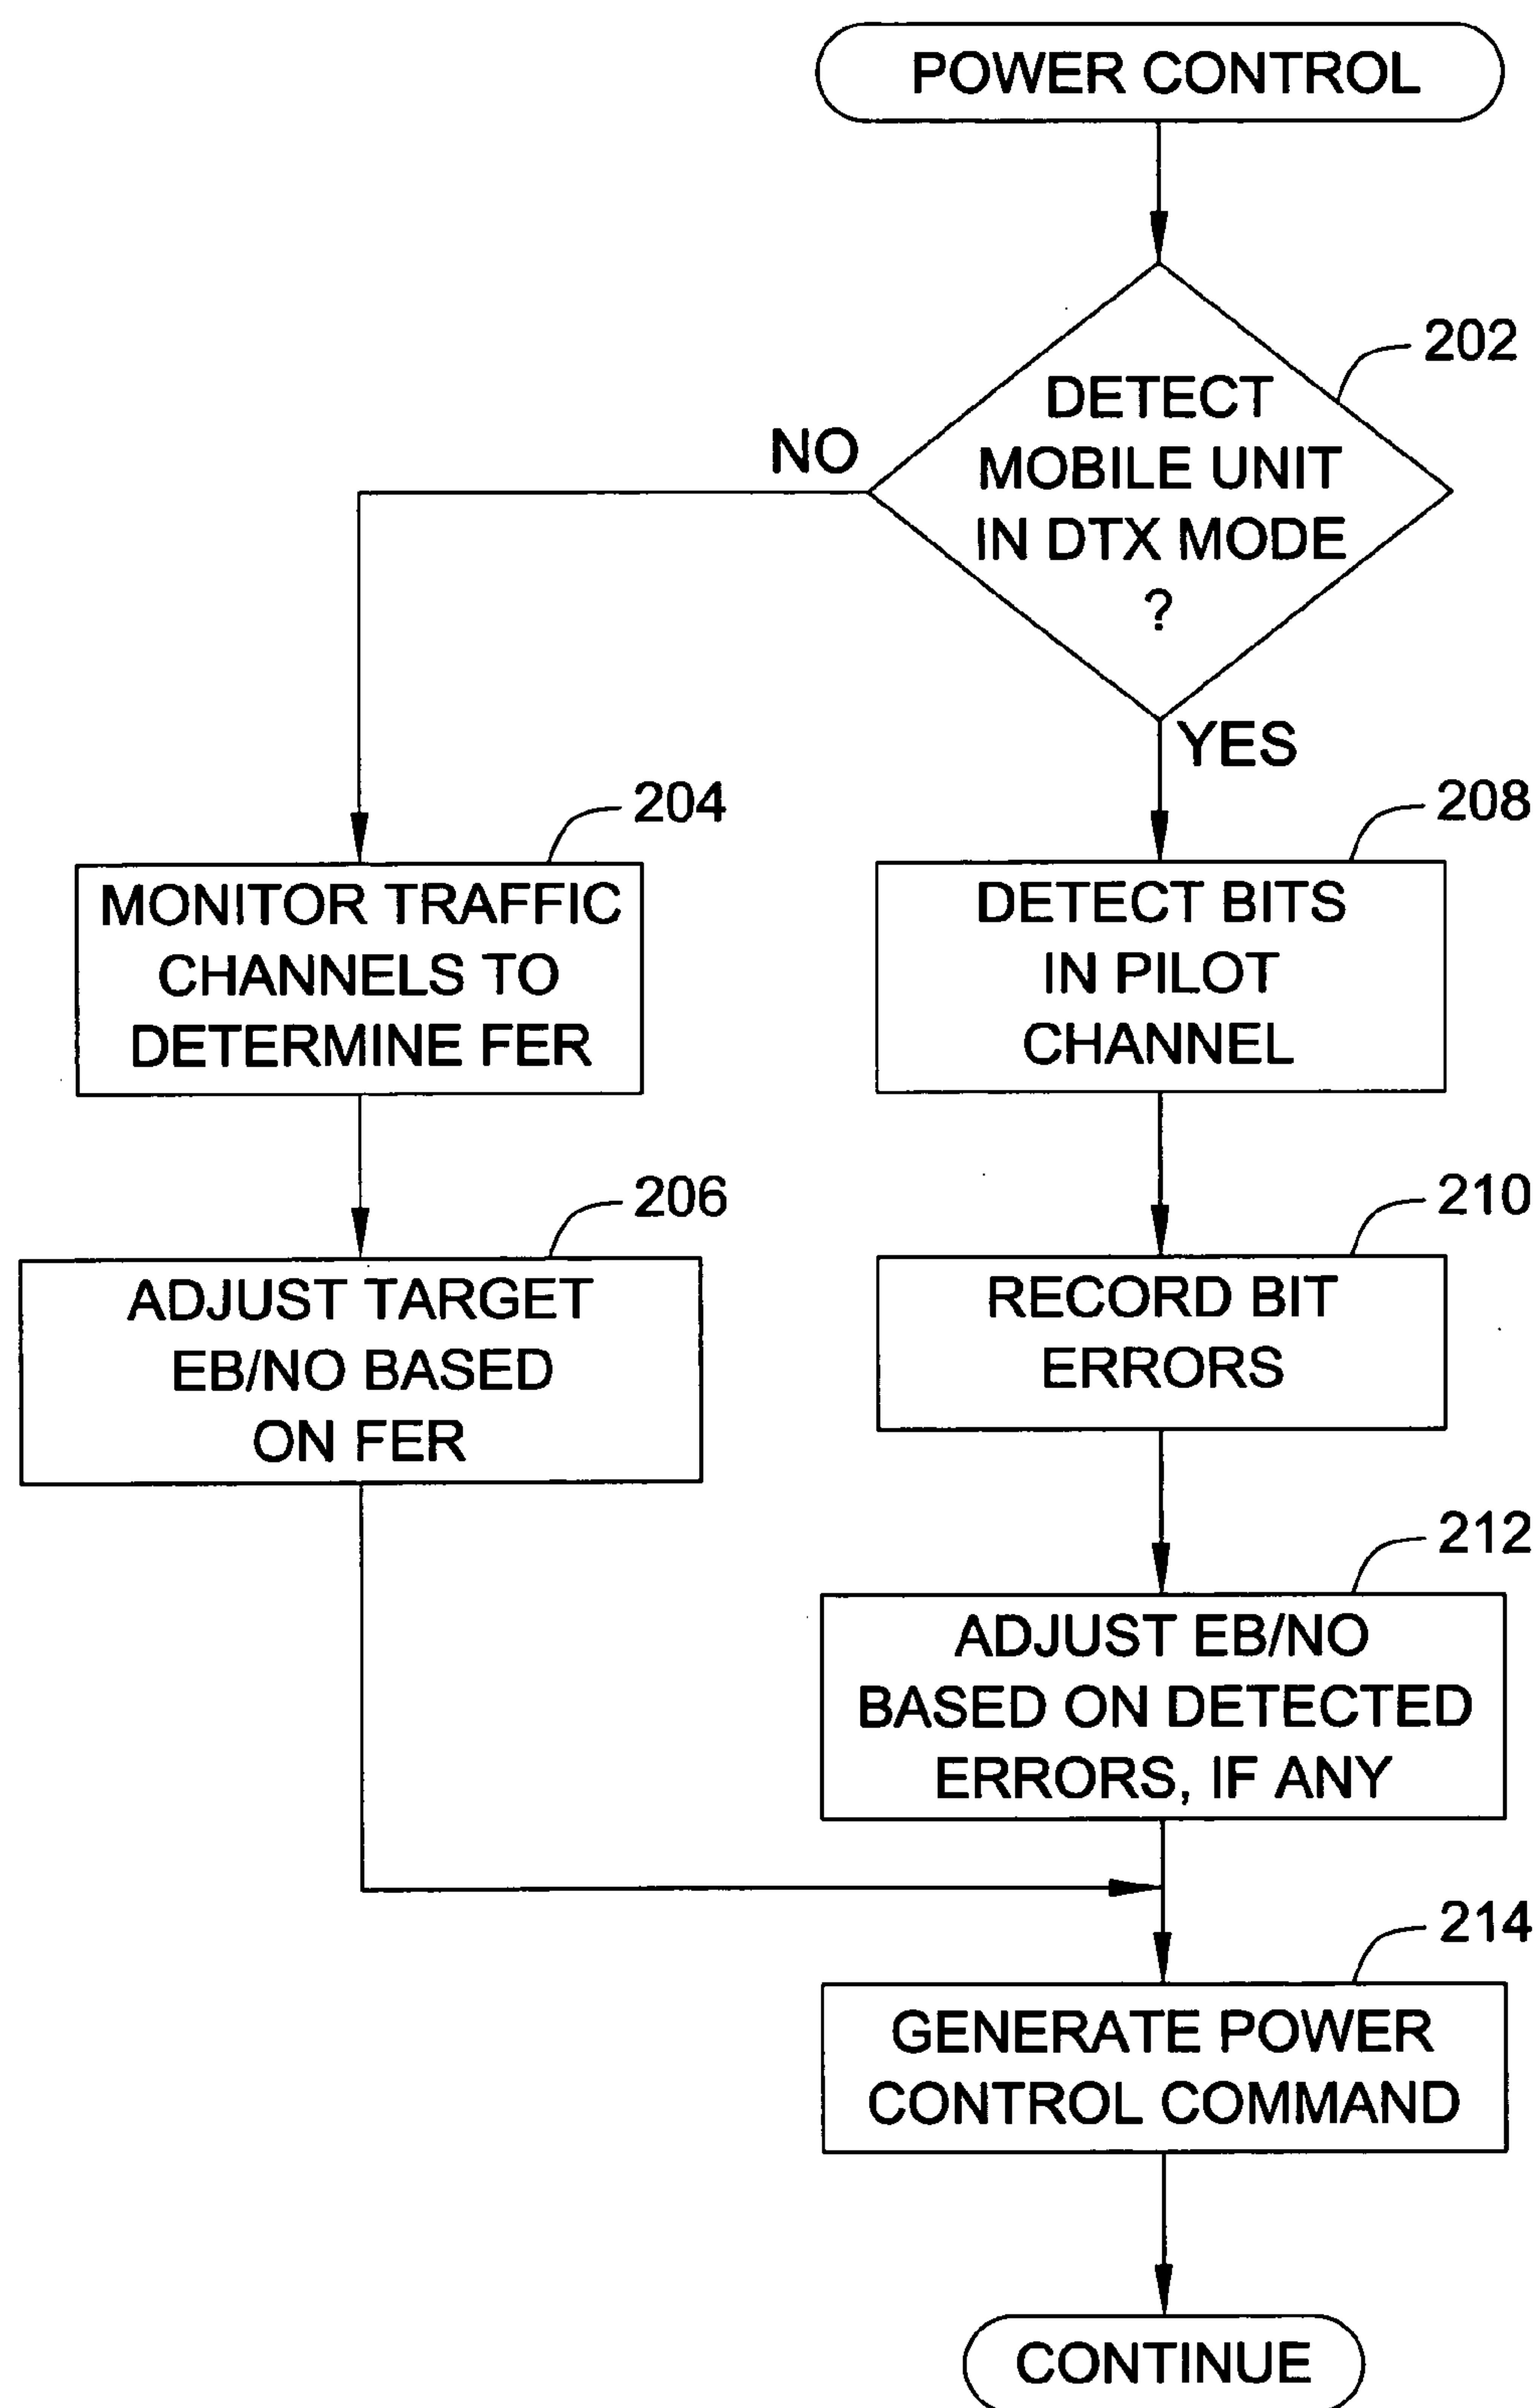 POWER CONTROL
202
DETECT
MOBILE UNIT
IN DTX MODE
?
NO
YES
204
MONITOR TRAFFIC
CHANNELS TO
DETERMINE FER
206
ADJUST TARGET
EB/NO BASED
ON FER
208
DETECT BITS
IN PILOT
CHANNEL
210
RECORD BIT
ERRORS
212
ADJUST EB/NO
BASED ON DETECTED
ERRORS, IF ANY
214
GENERATE POWER
CONTROL COMMAND
CONTINUE